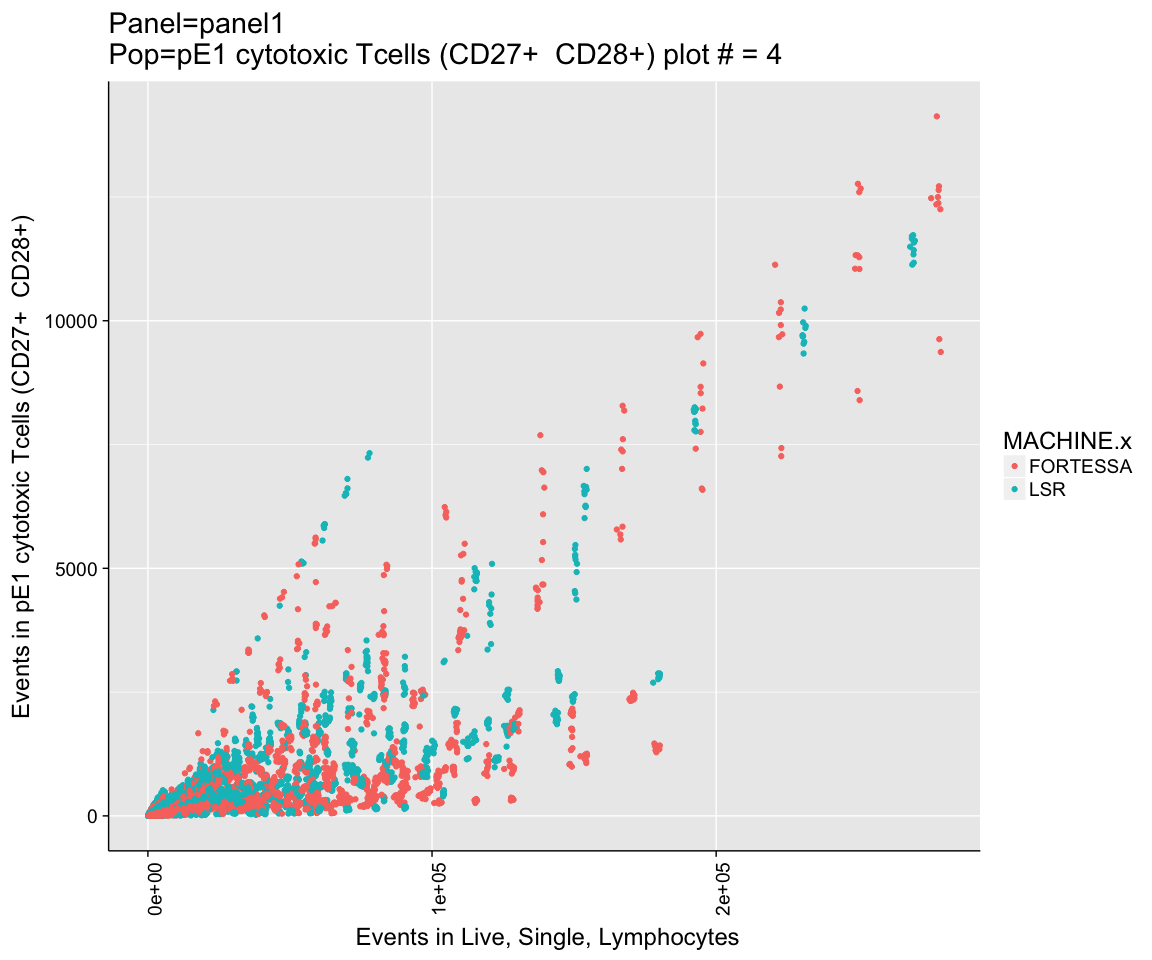 Panel=panel1
Pop=pE1 cytotoxic Tcells (CD27+  CD28+) plot # = 4
Events in pE1 cytotoxic Tcells (CD27+  CD28+)
10000
5000
0
0e+00
1e+05
2e+05
Events in Live, Single, Lymphocytes
MACHINE.x
FORTESSA
LSR